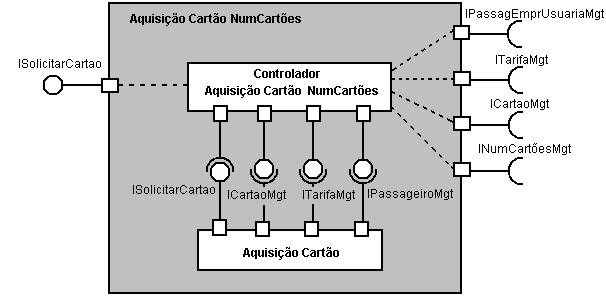 Aquisição Cartão NumCartões
IPassagEmprUsuariaMgt
ISolicitarCartao
ITarifaMgt
Controlador
Aquisição Cartão NumCartões
ICartaoMgt
INumCartõesMgt
ISolicitarCartao
ICartaoMgt
ITarifaMgt
IPassageiroMgt
Aquisição Cartão